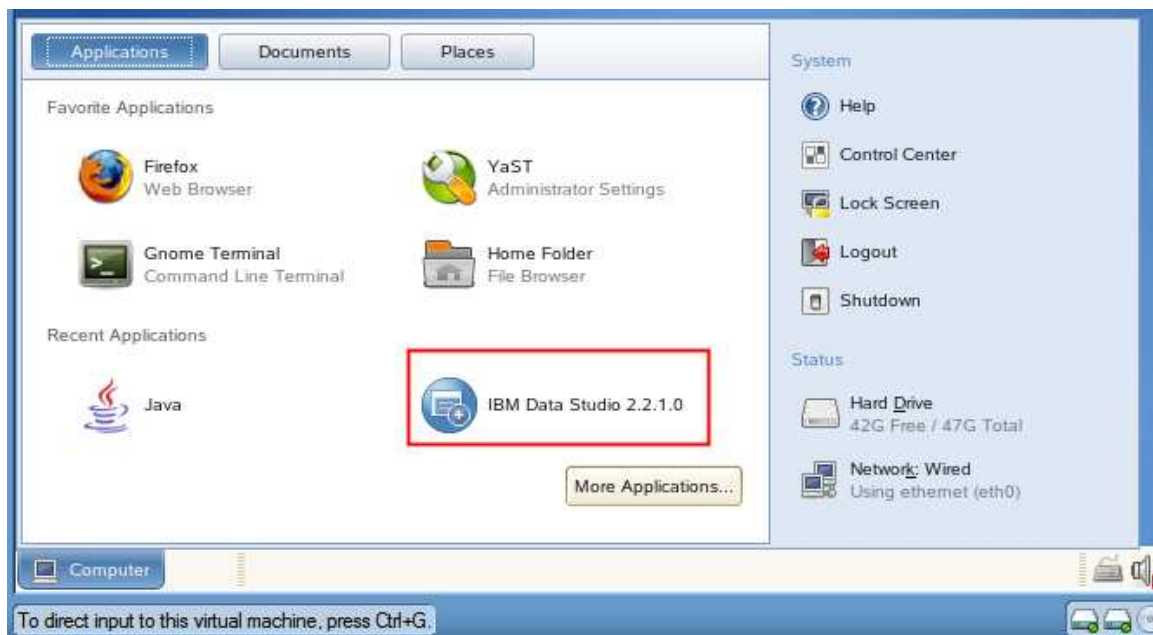 Applications
Documents
Places
Favorite Applications
Firefox
Web Browser
YaST
Administrator Settings
Gnome Terminal
Command Line Terminal
Home Folder
File Browser
Recent Applications
Java
IBM Data Studio 2.2.1.0
More Applications...
System
Help
Control Center
Lock Screen
Logout
Shutdown
Status
Hard Drive
42G Free / 47G Total
Network: Wired
Using ethernet (eth0)
Computer
To direct input to this virtual machine, press Ctrl+G.